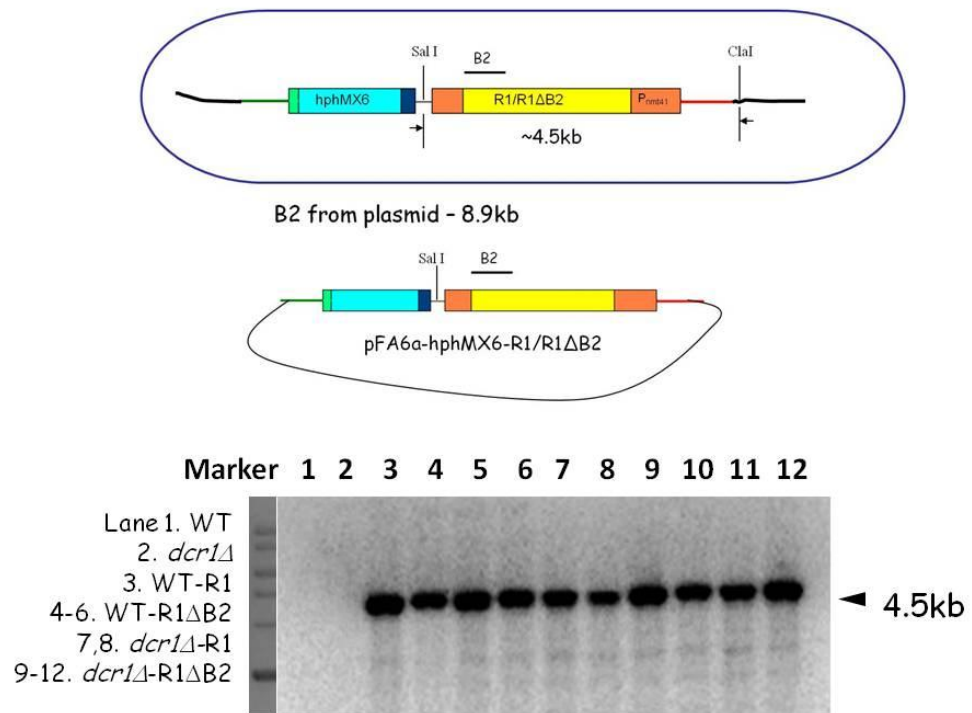 Sal I
ClaI
B2
hphMX6
R1/R1ΔB2
Pnmt41
~4.5kb
B2 from plasmid – 8.9kb
Sal I
B2
pFA6a-hphMX6-R1/R1ΔB2
Marker 1 2 3 4 5 6 7 8 9 10 11 12
Lane 1. WT
2. dcr1Δ
3. WT-R1
4-6. WT-R1ΔB2
7,8. dcr1Δ-R1
9-12. dcr1Δ-R1ΔB2
4.5kb